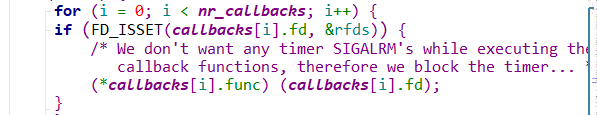 for (i = 0; i < nr_callbacks; i++) {
if (FD_ISSET(callbacks[i].fd, &rfds)) {
/* We don't want any timer SIGALRM's while executing the
callback functions, therefore we block the timer... *
(*callbacks[i].func) (callbacks[i].fd);
}